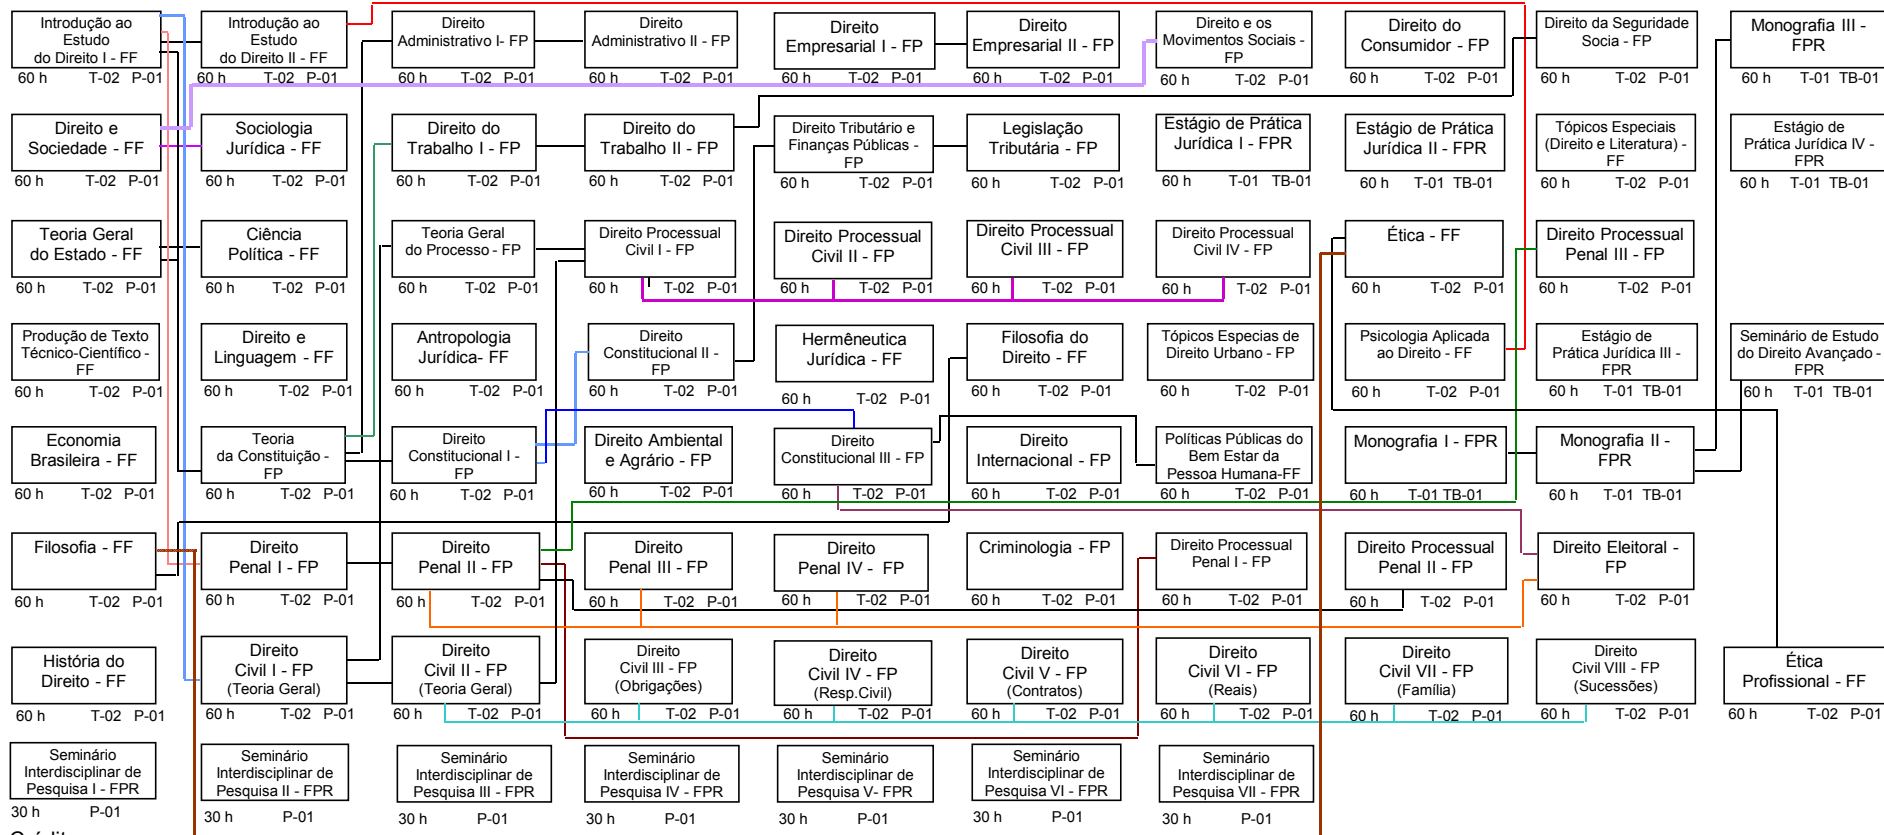 Introdução ao
Estudo
do Direito I - FF
60 h T-02 P-01
Introdução ao
Estudo
do Direito II - FF
60 h T-02 P-01
Direito
Administrativo I- FP
60 h T-02 P-01
Direito
Administrativo II - FP
60 h T-02 P-01
Direito
Empresarial I - FP
60 h T-02 P-01
Direito
Empresarial II - FP
60 h T-02 P-01
Direito e os
Movimentos Sociais -
FP
60 h T-02 P-01
Direito do
Consumidor - FP
60 h T-02 P-01
Direito da Seguridade
Socia - FP
60 h T-02 P-01
Monografia III -
FPR
60 h T-01 TB-01
Direito e
Sociedade - FF
60 h T-02 P-01
Sociologia
Jurídica - FF
60 h T-02 P-01
Direito do
Trabalho I - FP
60 h T-02 P-01
Direito do
Trabalho II - FP
60 h T-02 P-01
Direito Tributário e
Finanças Públicas -
FP
60 h T-02 P-01
Legislação
Tributária - FP
60 h T-02 P-01
Estágio de Prática
Jurídica I - FPR
60 h T-01 TB-01
Estágio de Prática
Jurídica II - FPR
60 h T-01 TB-01
Tópicos Especiais
(Direito e Literatura) -
FF
60 h T-02 P-01
Estágio de
Prática Jurídica IV -
FPR
60 h T-01 TB-01
Teoria Geral
do Estado - FF
60 h T-02 P-01
Ciência
Política - FF
60 h T-02 P-01
Teoria Geral
do Processo - FP
60 h T-02 P-01
Direito Processual
Civil I - FP
60 h T-02 P-01
Direito Processual
Civil II - FP
60 h T-02 P-01
Direito Processual
Civil III - FP
60 h T-02 P-01
Direito Processual
Civil IV - FP
60 h T-02 P-01
Ética - FF
60 h T-02 P-01
Direito Processual
Penal III - FP
60 h T-02 P-01
Produção de Texto
Técnico-Científico -
FF
60 h T-02 P-01
Direito e
Linguagem - FF
60 h T-02 P-01
Antropologia
Jurídica- FF
60 h T-02 P-01
Direito
Constitucional II -
FP
60 h T-02 P-01
Hermêneutica
Jurídica - FF
60 h T-02 P-01
Filosofia do
Direito - FF
60 h T-02 P-01
Tópicos Especias de
Direito Urbano - FP
60 h T-02 P-01
Psicologia Aplicada
ao Direito - FF
60 h T-02 P-01
Estágio de
Prática Jurídica III -
FPR
60 h T-01 TB-01
Seminário de Estudo
do Direito Avançado -
FPR
60 h T-01 TB-01
Economia
Brasileira - FF
60 h T-02 P-01
Teoria
da Constituição -
FP
60 h T-02 P-01
Direito
Constitucional I -
FP
60 h T-02 P-01
Direito Ambiental
e Agrário - FP
60 h T-02 P-01
Direito
Constitucional III - FP
60 h T-02 P-01
Direito
Internacional - FP
60 h T-02 P-01
Políticas Públicas do
Bem Estar da
Pessoa Humana-FF
60 h T-02 P-01
Monografia I - FPR
60 h T-01 TB-01
Monografia II -
FPR
60 h T-01 TB-01
Filosofia - FF
60 h T-02 P-01
Direito
Penal I - FP
60 h T-02 P-01
Direito
Penal II - FP
60 h T-02 P-01
Direito
Penal III - FP
60 h T-02 P-01
Direito
Penal IV - FP
60 h T-02 P-01
Criminologia - FP
60 h T-02 P-01
Direito Processual
Penal I - FP
60 h T-02 P-01
Direito Processual
Penal II - FP
60 h T-02 P-01
Direito Eleitoral -
FP
60 h T-02 P-01
História do
Direito - FF
60 h T-02 P-01
Direito
Civil I - FP
(Teoria Geral)
60 h T-02 P-01
Direito
Civil II - FP
(Teoria Geral)
60 h T-02 P-01
Direito
Civil III - FP
(Obrigações)
60 h T-02 P-01
Direito
Civil IV - FP
(Resp.Civil)
60 h T-02 P-01
Direito
Civil V - FP
(Contratos)
60 h T-02 P-01
Direito
Civil VI - FP
(Reais)
60 h T-02 P-01
Direito
Civil VII - FP
(Família)
60 h T-02 P-01
Direito
Civil VIII - FP
(Sucessões)
60 h T-02 P-01
Ética
Profissional - FF
60 h T-02 P-01
Seminário
Interdisciplinar de
Pesquisa I - FPR
30 h P-01
Seminário
Interdisciplinar de
Pesquisa II - FPR
30 h P-01
Seminário
Interdisciplinar de
Pesquisa III - FPR
30 h P-01
Seminário
Interdisciplinar de
Pesquisa IV - FPR
30 h P-01
Seminário
Interdisciplinar de
Pesquisa V- FPR
30 h P-01
Seminário
Interdisciplinar de
Pesquisa VI - FPR
30 h P-01
Seminário
Interdisciplinar de
Pesquisa VII - FPR
30 h P-01